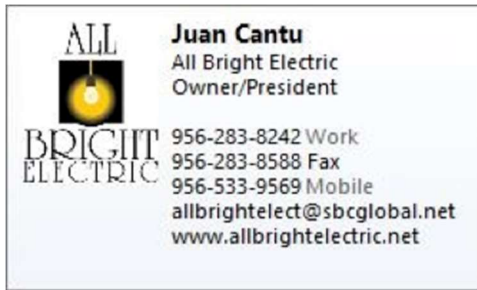 ALL
BRIGHT
ELECTRIC
Juan Cantu
All Bright Electric
Owner/President
956-283-8242 Work
956-283-8588 Fax
956-533-9569 Mobile
allbrightelect@sbcglobal.net
www.allbrightelectric.net